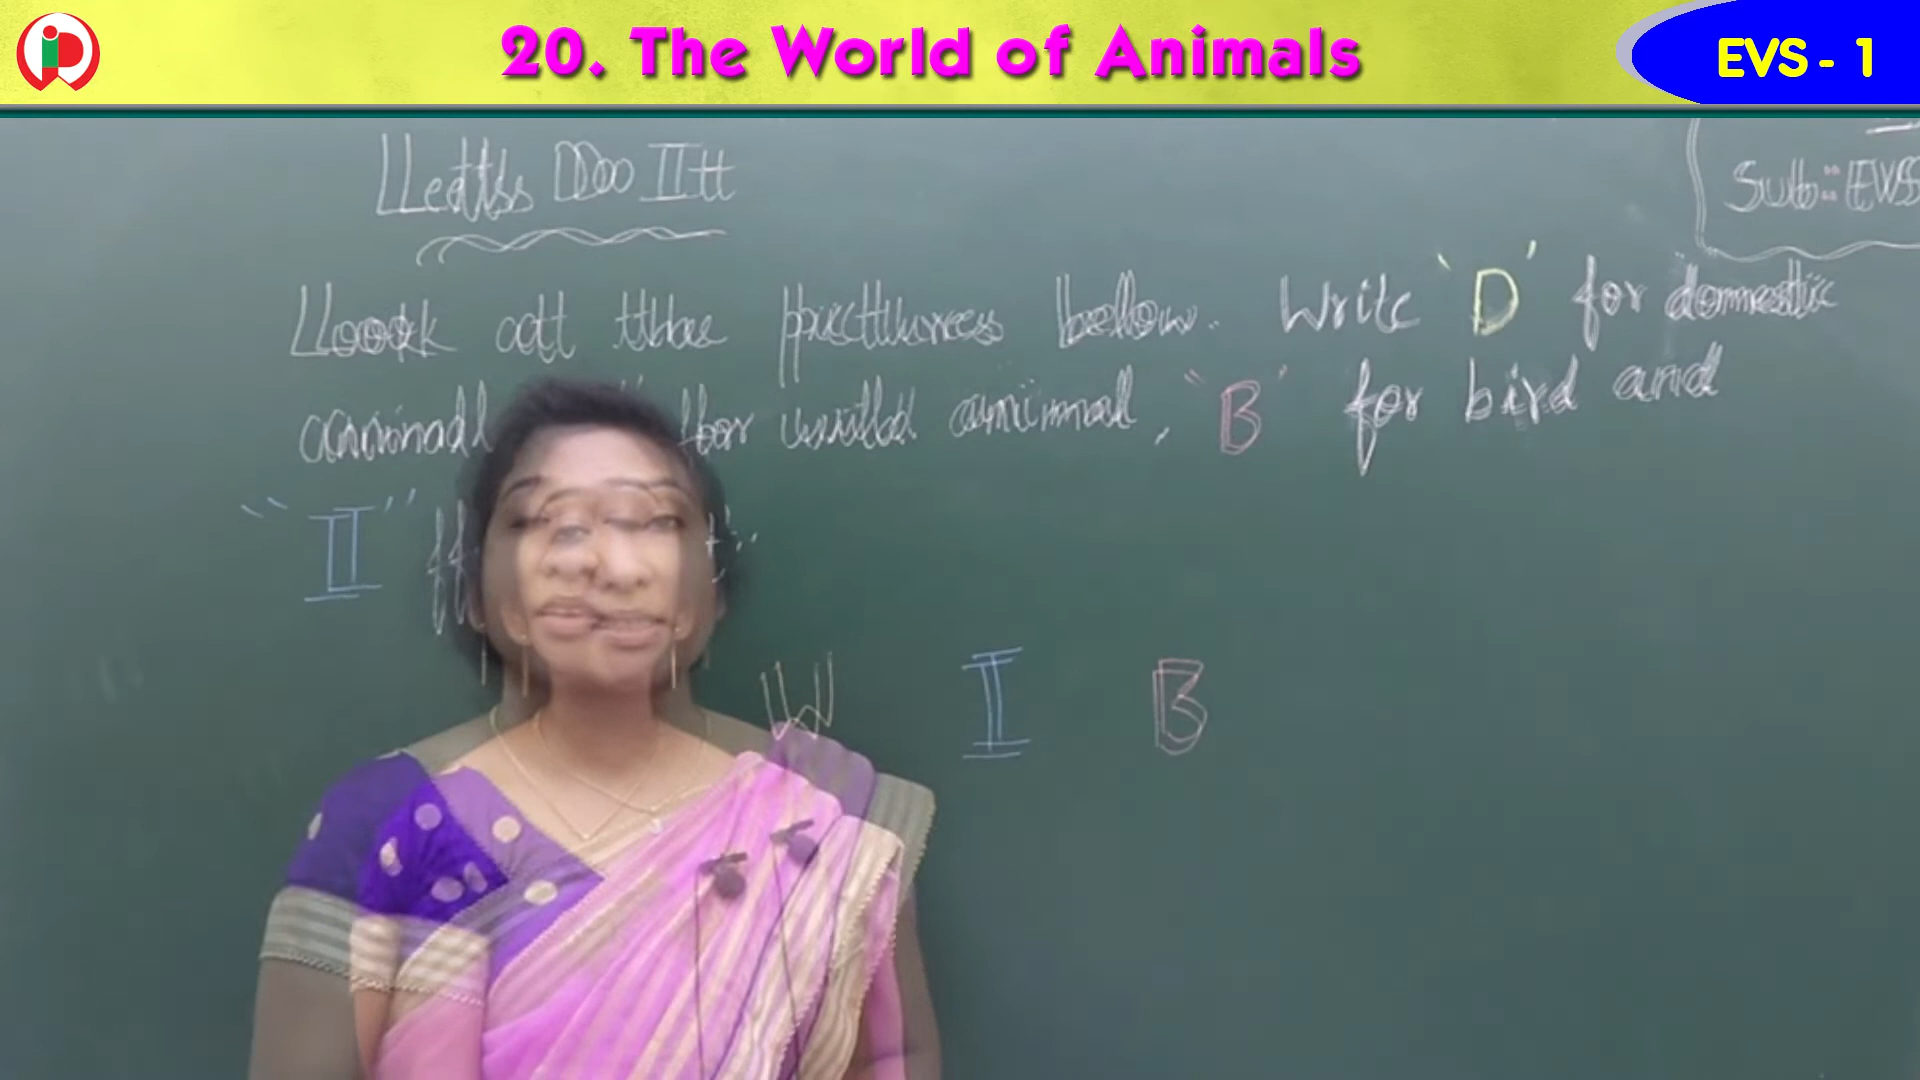 20. The World of Animals
EVS - 1
Let's Do It
Sub: EVS
Look at the pictures below. Write 'D' for domestic
animal for wild animal, "B" for bird and
"I"
W I B